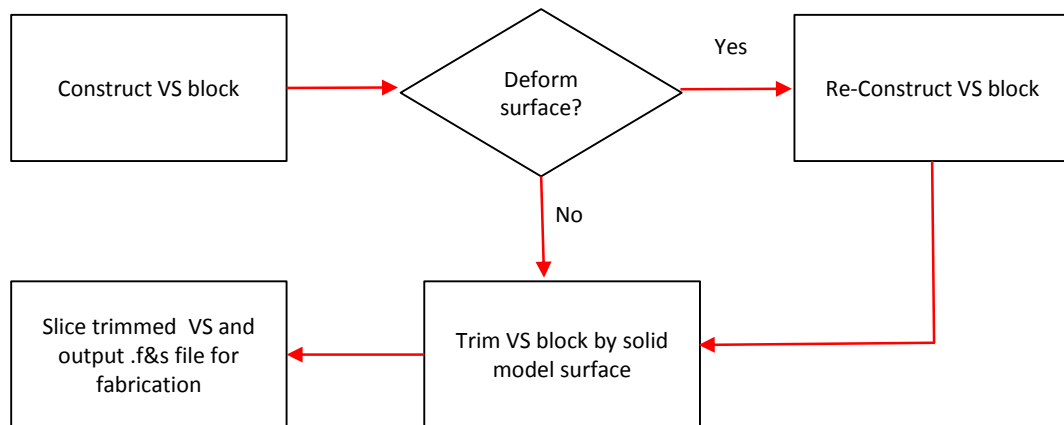 Construct VS block
Deform
surface?
Yes
Re-Construct VS block
No
Trim VS block by solid
model surface
Slice trimmed  VS and
output .f&s file for
fabrication